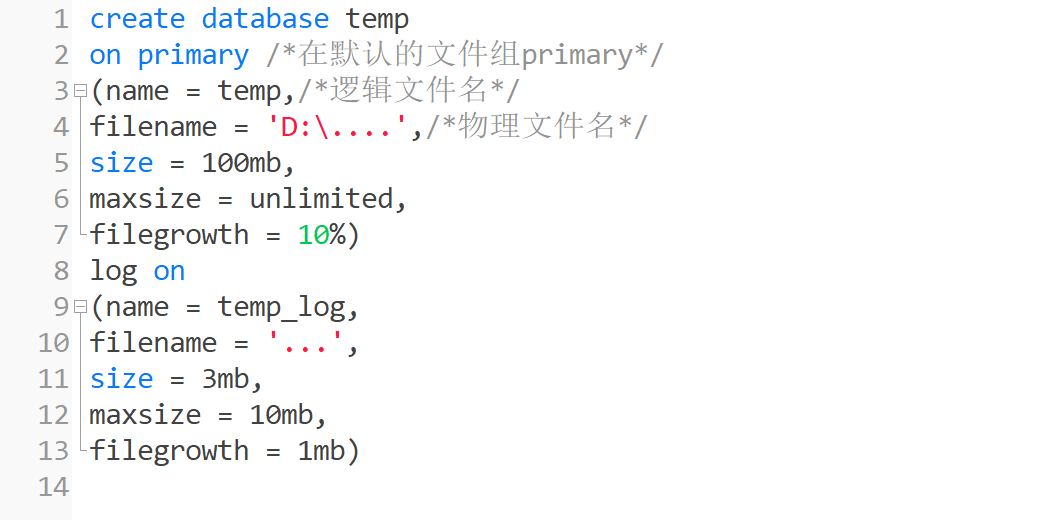 1 create database temp
2 on primary /*在默认的文件组primary*/
3 (name = temp,/*逻辑文件名*/
4 filename = 'D:\....',/*物理文件名*/
5 size = 100mb,
6 maxsize = unlimited,
7 filegrowth = 10%)
8 log on
9 (name = temp_log,
10 filename = '...',
11 size = 3mb,
12 maxsize = 10mb,
13 filegrowth = 1mb)
14